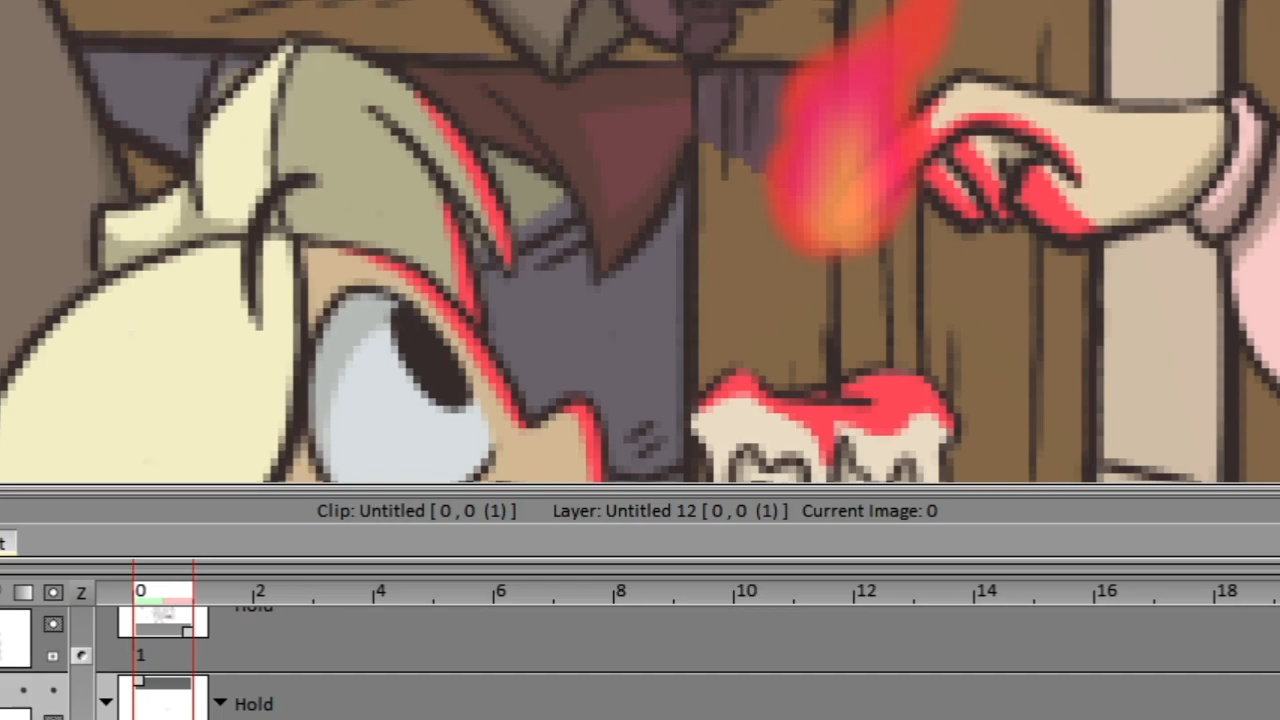 Clip: Untitled [ 0 , 0 (1) ] Layer: Untitled 12 [ 0 , 0 (1) ] Current Image: 0
t
Z 0 2 4 6 8 10 12 14 16 18
Hold
1
Hold